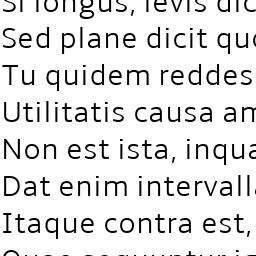 Si longus, levis dic
Sed plane dicit quo
Tu quidem reddes
Utilitatis causa am
Non est ista, inqua
Dat enim intervalla
Itaque contra est,